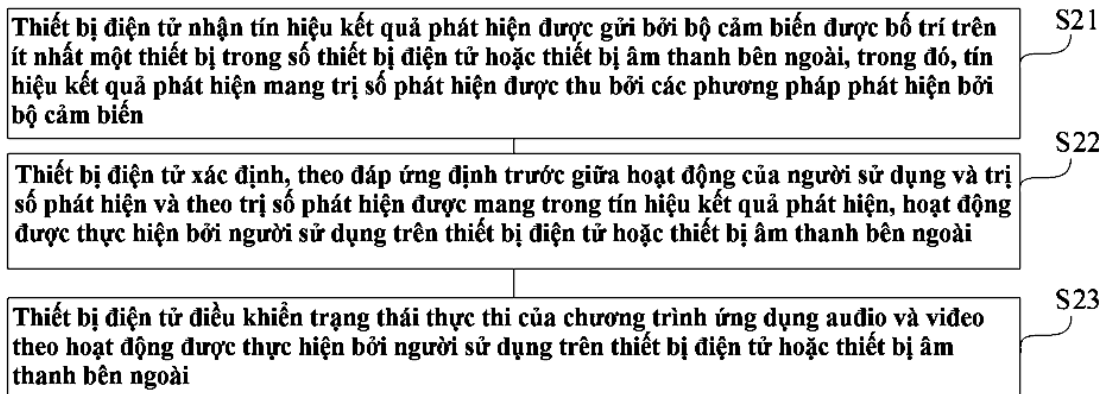 Thiết bị điện tử nhận tín hiệu kết quả phát hiện được gửi bởi bộ cảm biến được bố trí trên
ít nhất một thiết bị trong số thiết bị điện tử hoặc thiết bị âm thanh bên ngoài, trong đó, tín
hiệu kết quả phát hiện mang trị số phát hiện được thu bởi các phương pháp phát hiện bởi
bộ cảm biến
S21
Thiết bị điện tử xác định, theo đáp ứng định trước giữa hoạt động của người sử dụng và trị
số phát hiện và theo trị số phát hiện được mang trong tín hiệu kết quả phát hiện, hoạt động
được thực hiện bởi người sử dụng trên thiết bị điện tử hoặc thiết bị âm thanh bên ngoài
S22
Thiết bị điện tử điều khiển trạng thái thực thi của chương trình ứng dụng auđio và viđeo
theo hoạt động được thực hiện bởi người sử dụng trên thiết bị điện tử hoặc thiết bị âm
thanh bên ngoài
S23